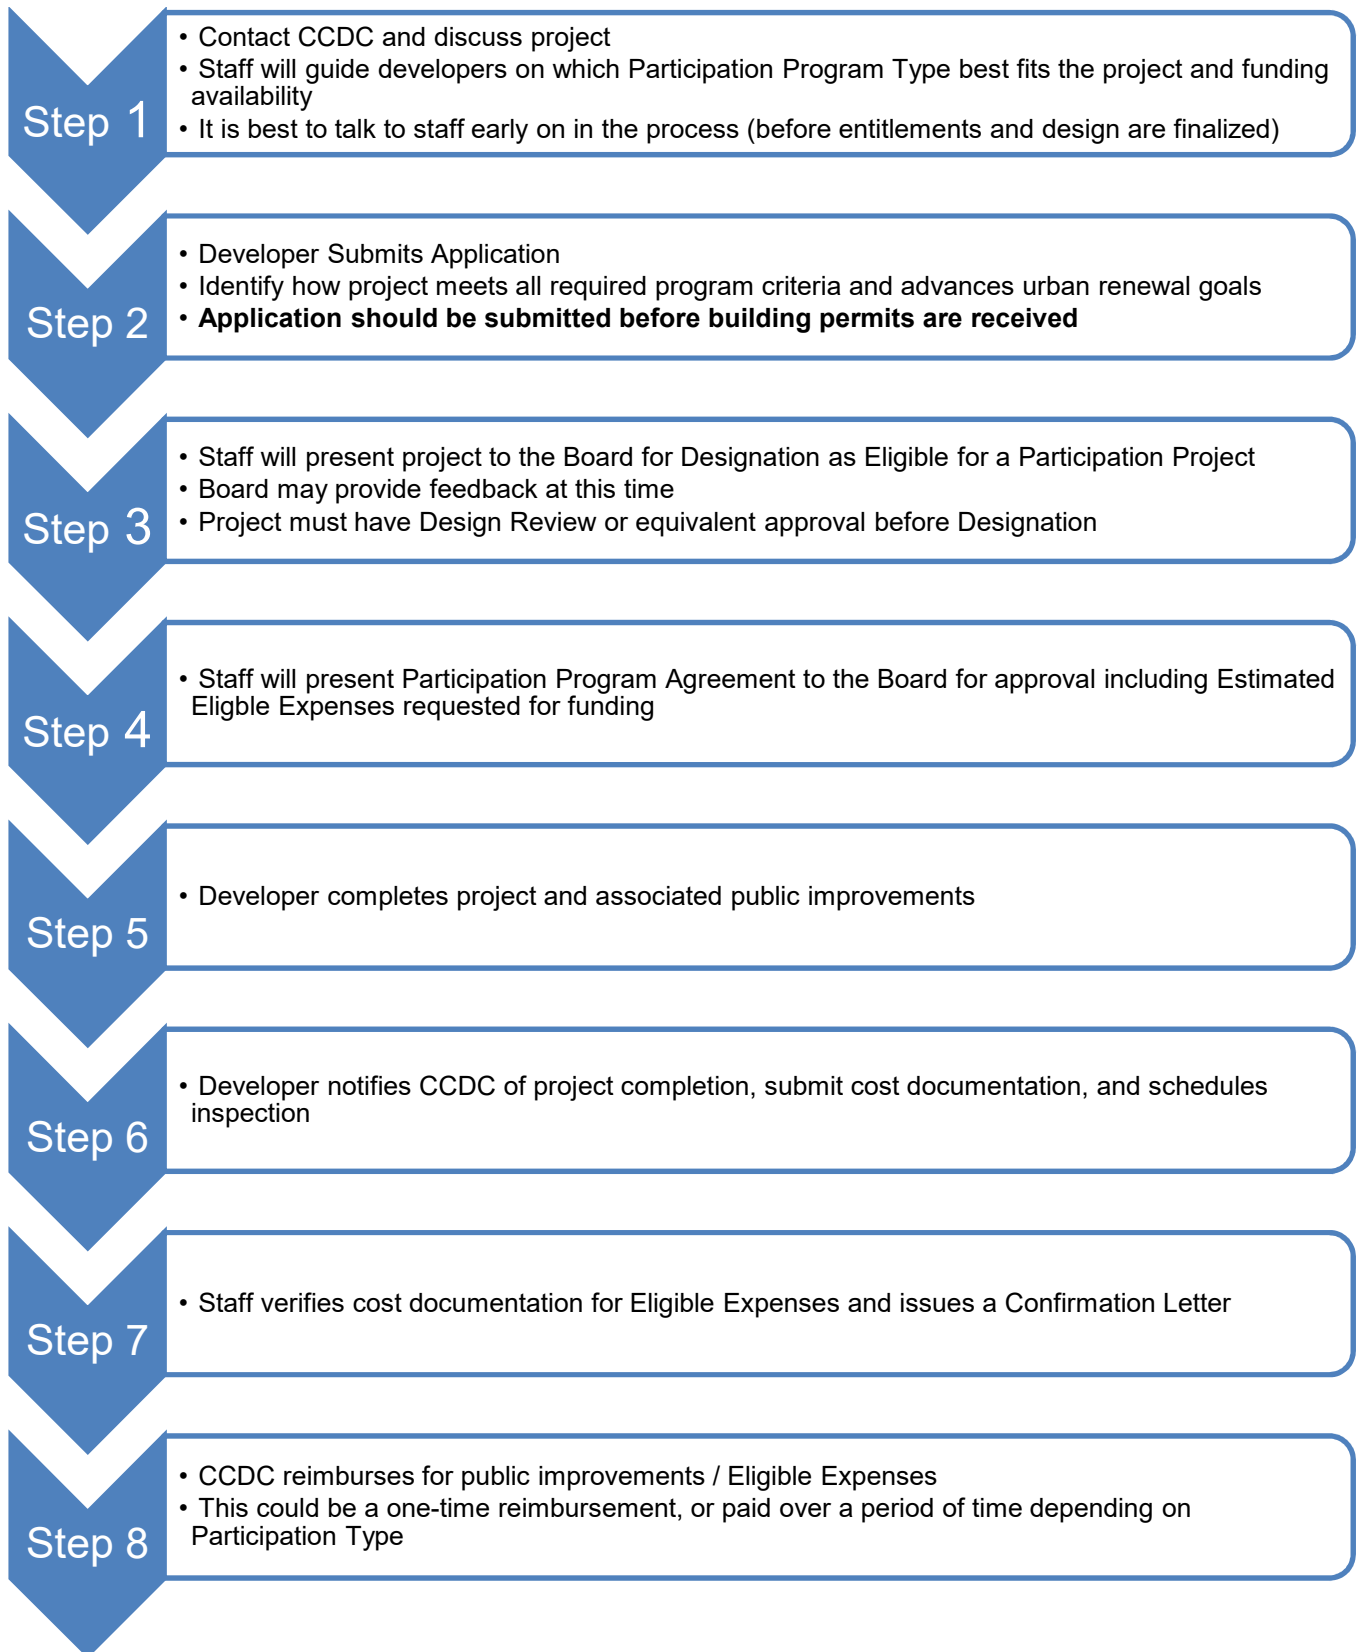 Step 1
• Contact CCDC and discuss project
• Staff will guide developers on which Participation Program Type best fits the project and funding
availability
• It is best to talk to staff early on in the process (before entitlements and design are finalized)
Step 2
• Developer Submits Application
• Identify how project meets all required program criteria and advances urban renewal goals
• Application should be submitted before building permits are received
Step 3
• Staff will present project to the Board for Designation as Eligible for a Participation Project
• Board may provide feedback at this time
• Project must have Design Review or equivalent approval before Designation
Step 4
• Staff will present Participation Program Agreement to the Board for approval including Estimated
Eligble Expenses requested for funding
Step 5
• Developer completes project and associated public improvements
Step 6
• Developer notifies CCDC of project completion, submit cost documentation, and schedules
inspection
Step 7
• Staff verifies cost documentation for Eligible Expenses and issues a Confirmation Letter
Step 8
• CCDC reimburses for public improvements / Eligible Expenses
• This could be a one-time reimbursement, or paid over a period of time depending on
Participation Type